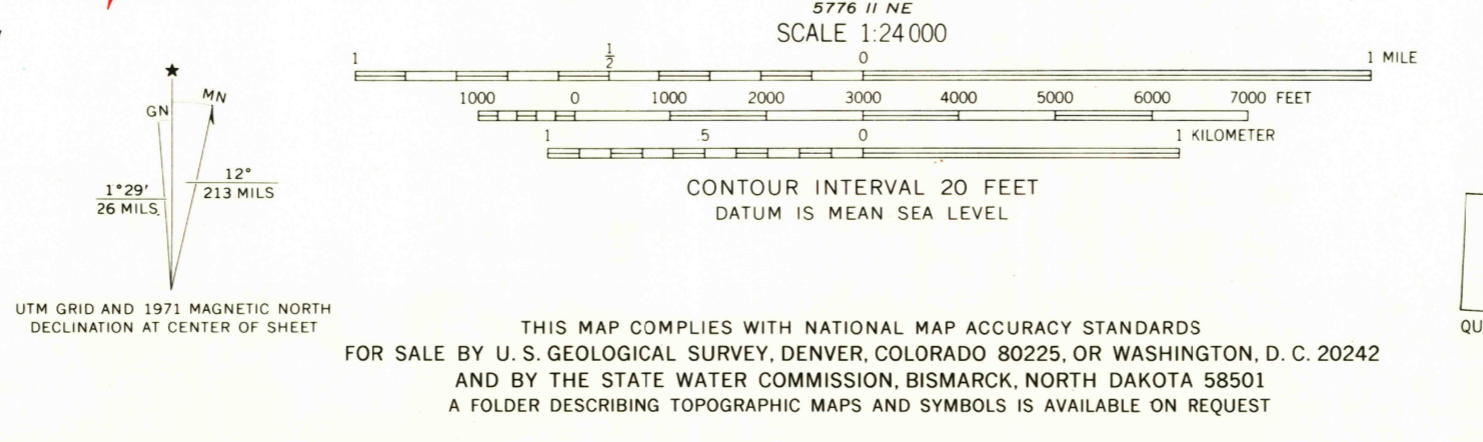 5776 II NE
SCALE 1:24 000
1 1/2 0 1 MILE
1000 0 1000 2000 3000 4000 5000 6000 7000 FEET
1 .5 0 1 KILOMETER
CONTOUR INTERVAL 20 FEET
DATUM IS MEAN SEA LEVEL
GN
MN
1°29′
26 MILS
12°
213 MILS
UTM GRID AND 1971 MAGNETIC NORTH
DECLINATION AT CENTER OF SHEET
THIS MAP COMPLIES WITH NATIONAL MAP ACCURACY STANDARDS
FOR SALE BY U. S. GEOLOGICAL SURVEY, DENVER, COLORADO 80225, OR WASHINGTON, D. C. 20242
AND BY THE STATE WATER COMMISSION, BISMARCK, NORTH DAKOTA 58501
A FOLDER DESCRIBING TOPOGRAPHIC MAPS AND SYMBOLS IS AVAILABLE ON REQUEST
QU